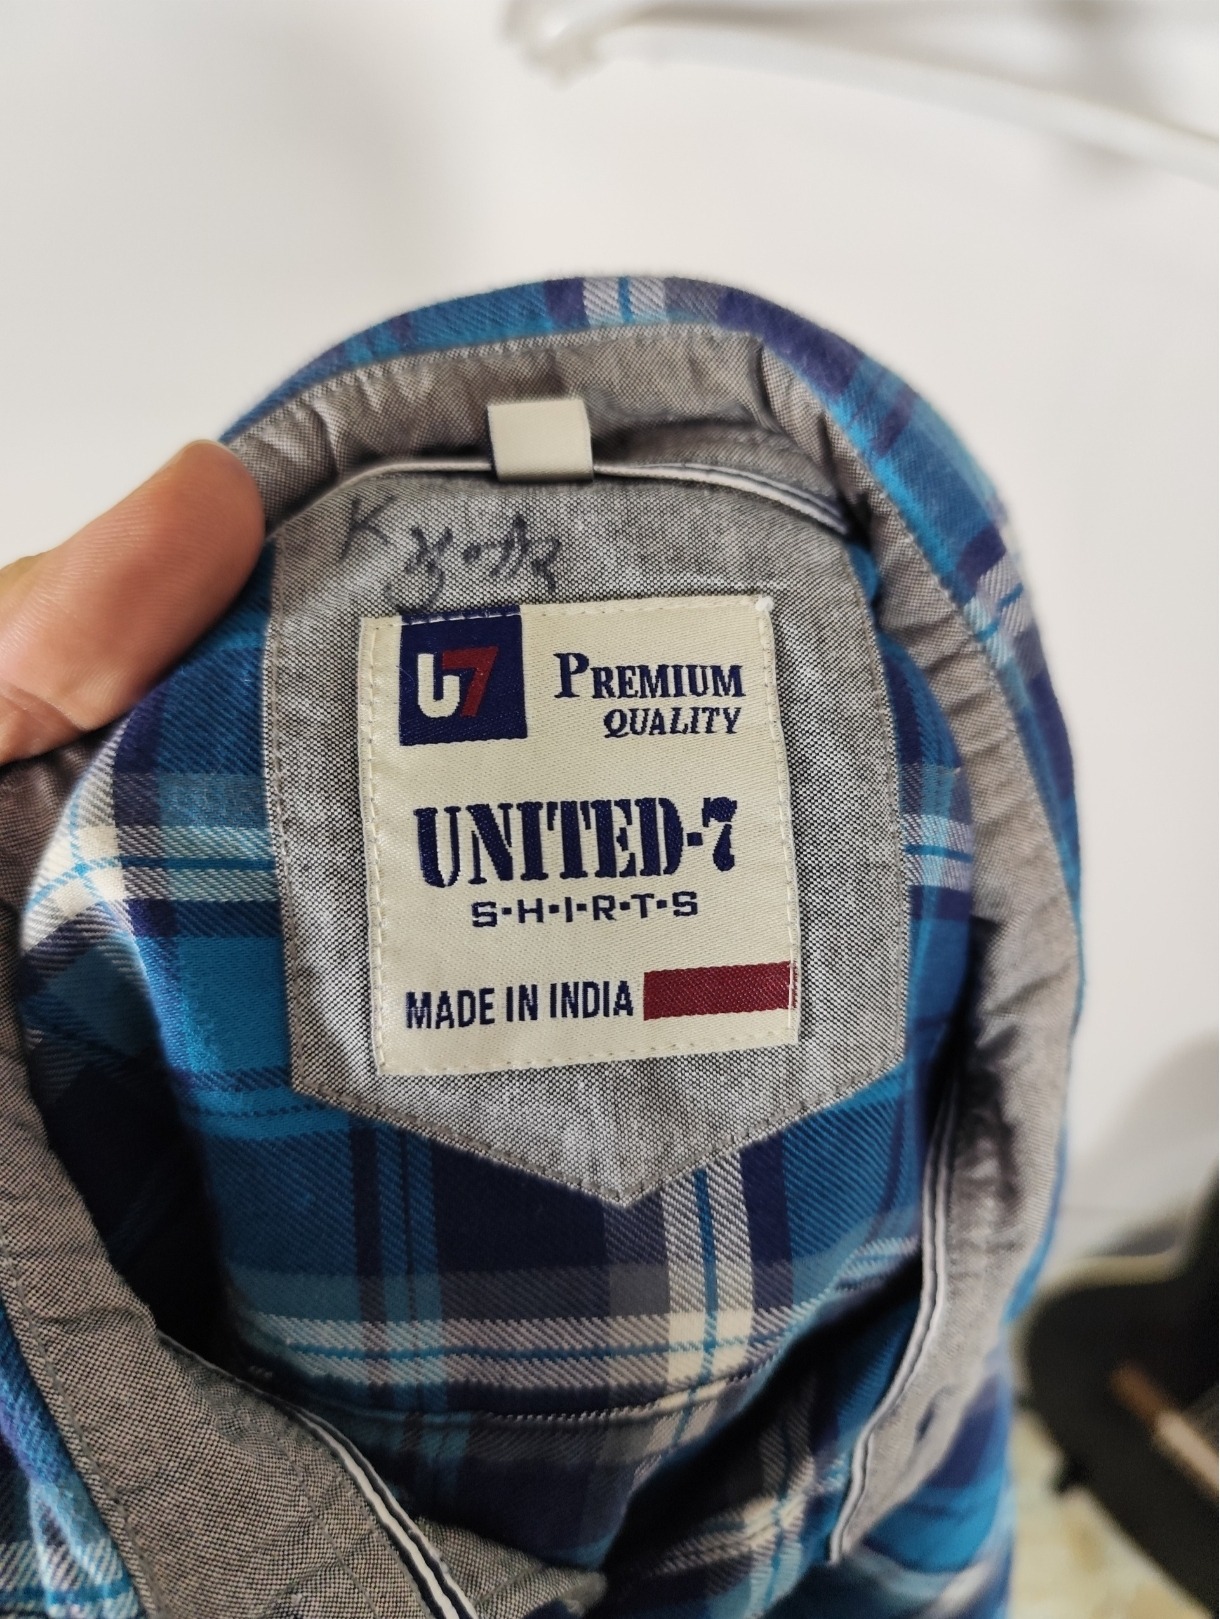 K
U7
PREMIUM
QUALITY
UNITED-7
S·H·I·R·T·S
MADE IN INDIA